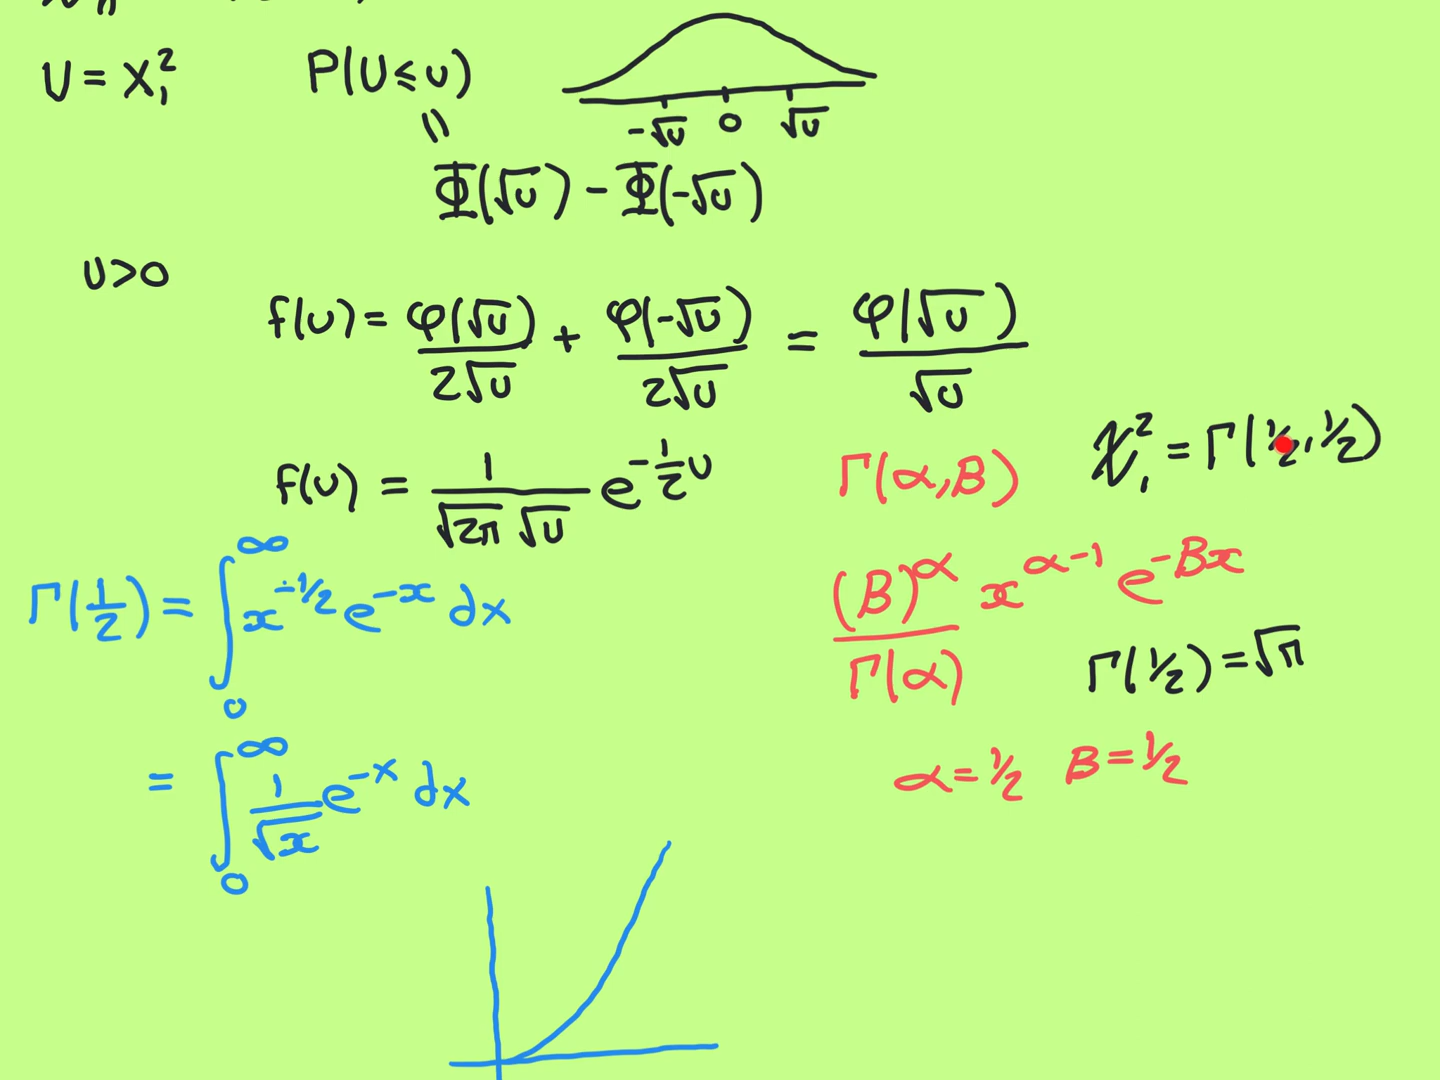 U = X₁²
P(U ⩽ u)
-√u 0 √u
||
Φ(√u) - Φ(-√u)
u>0
f(u) = φ(√u)/2√u + φ(-√u)/2√u = φ(√u)/√u
f(u) = 1/(√2π √u) e^(-½u)
Γ(α,B)
χ₁² = Γ(½,½)
Γ(1/2) = ∫₀^∞ x^(-1/2) e^(-x) dx
(B)^α/Γ(α) x^(α-1) e^(-Bx)
Γ(½) = √π
= ∫₀^∞ 1/√x e^(-x) dx
α=½ B=½